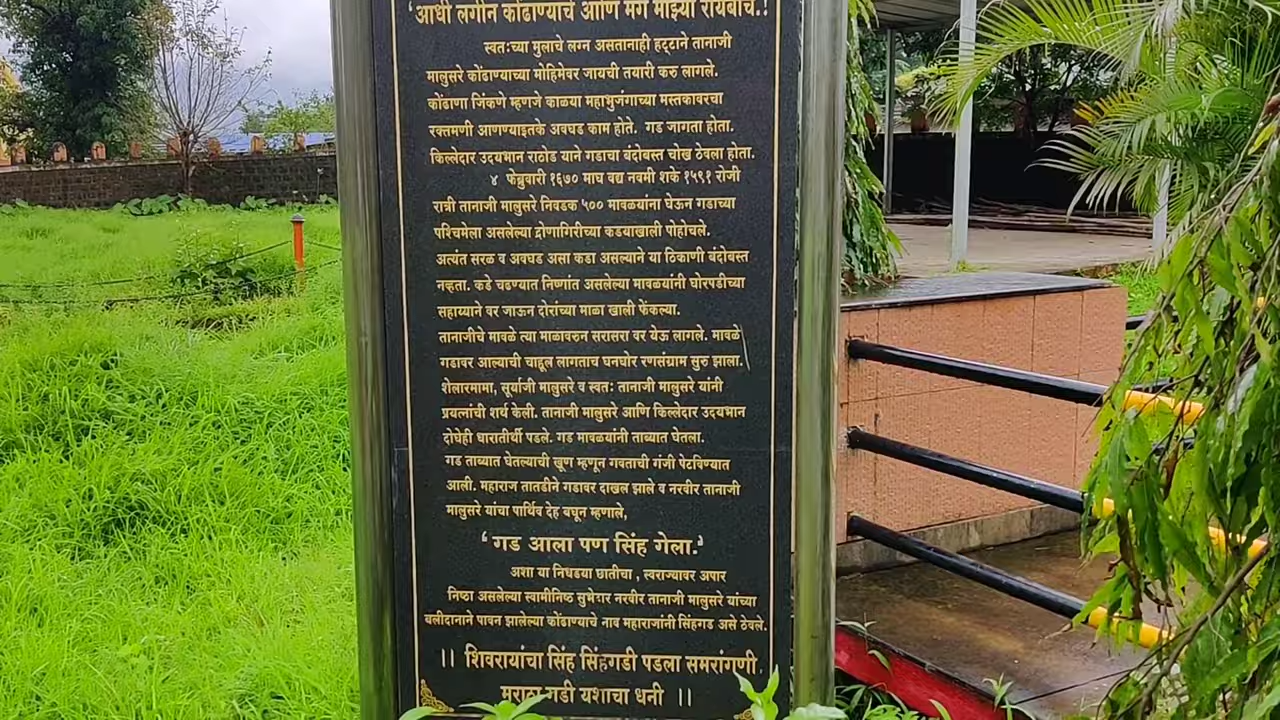 'आधी लगीन कोंढाण्याचे आणि मग माझ्या रायबाचे.!
स्वतःच्या मुलाचे लग्न असतानाही हट्टाने तानाजी
मालुसरे कोंढाण्याच्या मोहिमेवर जायची तयारी करु लागले.
कोंढाणा जिंकणे म्हणजे काळया महाभुजंगाच्या मस्तकावरचा
रक्तमणी आणण्याइतके अवघड काम होते. गड जागता होता.
किल्लेदार उदयभान राठोड याने गडाचा बंदोबस्त चोख ठेवला होता.
४ फेब्रुवारी १६७० माघ वद्य नवमी शके १५९१ रोजी
रात्री तानाजी मालुसरे निवडक ५०० मावळयांना घेऊन गडाच्या
पश्चिमेला असलेल्या द्रोणागिरीच्या कडयाखाली पोहोचले.
अत्यंत सरळ व अवघड असा कडा असल्याने या ठिकाणी बंदोबस्त
नव्हता. कडे चढण्यात निष्णांत असलेल्या मावळयांनी घोरपडीच्या
सहाय्याने वर जाऊन दोरांच्या माळा खाली फेंकल्या.
तानाजीचे मावळे त्या माळावरुन सरासरा वर येऊ लागले. मावळे
गडावर आल्याची चाहूल लागताच घनघोर रणसंग्राम सुरु झाला.
शेलारमामा, सूर्याजी मालुसरे व स्वतः तानाजी मालुसरे यांनी
प्रयत्नांची शर्थ केली. तानाजी मालुसरे आणि किल्लेदार उदयभान
दोघेही धारातीर्थी पडले. गड मावळयांनी ताब्यात घेतला.
गड ताब्यात घेतल्याची खुण म्हणून गवताची गंजी पेटविण्यात
आली. महाराज तातडीने गडावर दाखल झाले व नरवीर तानाजी
मालुसरे यांचा पार्थिव देह बघून म्हणाले,
'गड आला पण सिंह गेला.'
अशा या निधडया छातीचा , स्वराज्यावर अपार
निष्ठा असलेल्या स्वामीनिष्ठ सुभेदार नरवीर तानाजी मालुसरे यांच्या
बलीदानाने पावन झालेल्या कोंढाण्याचे नाव महाराजांनी सिंहगड असे ठेवले.
।। शिवरायांचा सिंह सिंहगडी पडला समरांगणी
मराठा गडी यशाचा धनी ।।